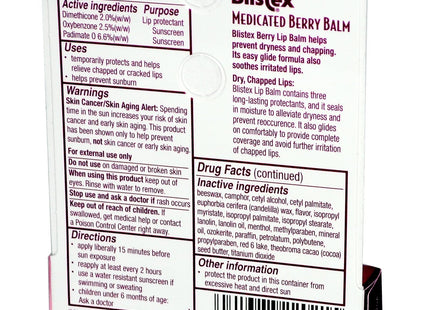 Active ingredients Purpose
Dimethicone 2.0%(w/w) Lip protectant
Oxybenzone 2.5%(w/w) Sunscreen
Padimate O 6.6%(w/w) Sunscreen
Uses
• temporarily protects and helps
relieve chapped or cracked lips
• helps prevent sunburn
Warnings
Skin Cancer/Skin Aging Alert: Spending
time in the sun increases your risk of skin
cancer and early skin aging. This product
has been shown only to help prevent
sunburn, not skin cancer or early skin aging.
For external use only
Do not use on damaged or broken skin
When using this product keep out of
eyes. Rinse with water to remove.
Stop use and ask a doctor if rash occurs
Keep out of reach of children. If
swallowed, get medical help or contact
a Poison Control Center right away.
Directions
• apply liberally 15 minutes before
sun exposure
• reapply at least every 2 hours
• use a water resistant sunscreen if
swimming or sweating
• children under 6 months of age:
Ask a doctor
Blistex
MEDICATED BERRY BALM
Blistex Berry Lip Balm helps
prevent dryness and chapping.
Its easy glide formula also
soothes irritated lips.
Dry, Chapped Lips:
Blistex Lip Balm contains three
long-lasting protectants, and it seals
in moisture to alleviate dryness and
prevent reoccurence. It also glides
on comfortably to provide complete
coverage and avoid further irritation
of chapped lips.
Drug Facts (continued)
Inactive ingredients
beeswax, camphor, cetyl alcohol, cetyl palmitate,
euphorbia cerifera (candelilla) wax, flavor, isopropyl
myristate, isopropyl palmitate, isopropyl stearate,
lanolin, lanolin oil, menthol, methylparaben, mineral
oil, ozokerite, paraffin, petrolatum, polybutene,
propylparaben, red 6 lake, theobroma cacao (cocoa)
seed butter, titanium dioxide
Other information
• protect the product in this container from
excessive heat and direct sun